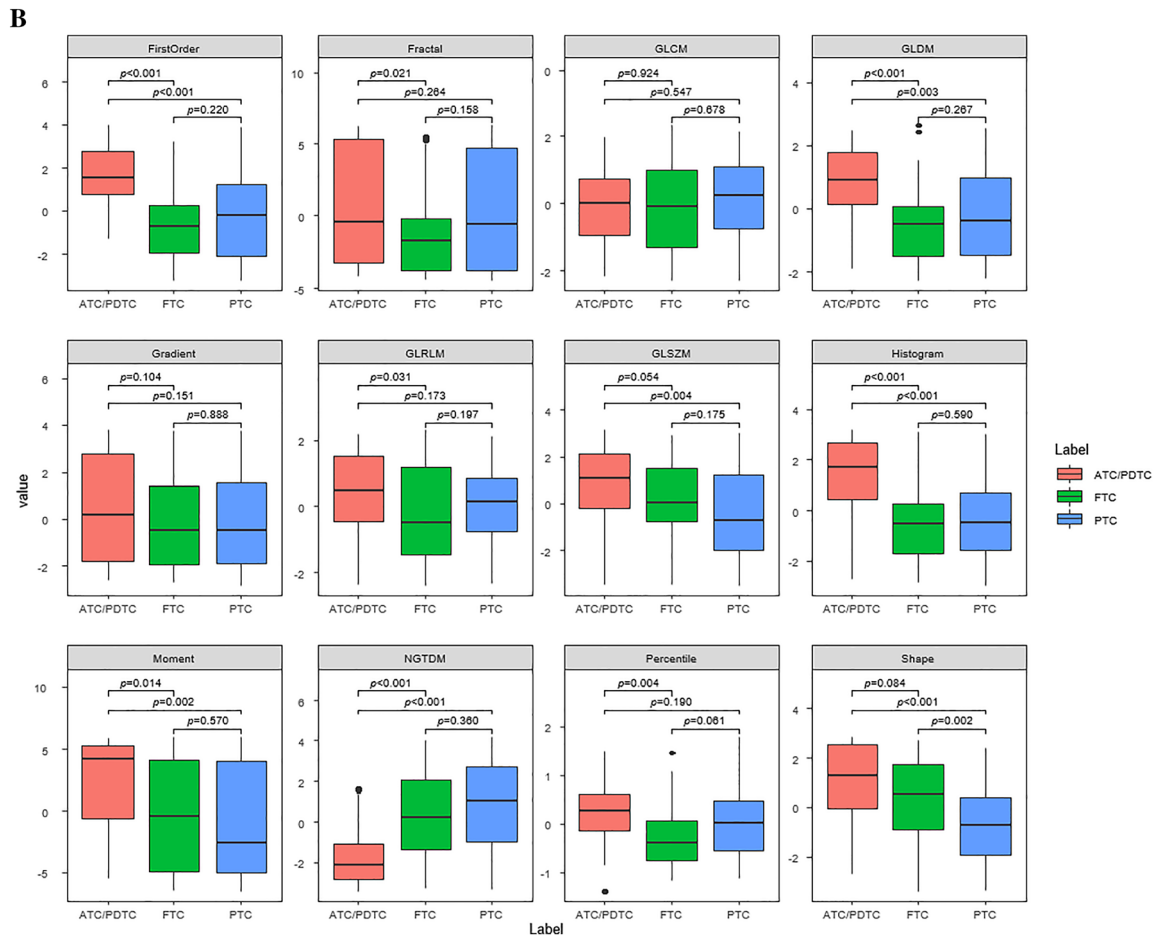 B
FirstOrder Fractal GLCM GLDM
p<0.001 p=0.021 p=0.924 p<0.001
p<0.001 p=0.264 p=0.547 p=0.003
p=0.220 p=0.158 p=0.678 p=0.267
6 4 2 0 -2
10 5 0 -5
0 2 0 -2
4 2 0 -2
ATC/PDTC FTC PTC ATC/PDTC FTC PTC ATC/PDTC FTC PTC ATC/PDTC FTC PTC
Gradient GLRLM GLSZM Histogram
p=0.104 p=0.031 p=0.054 p<0.001
p=0.151 p=0.173 p=0.004 p<0.001
p=0.888 p=0.197 p=0.175 p=0.590
6 4 2 0 -2
2 0 -2
4 2 0 -2
4 2 0 -2
value
ATC/PDTC FTC PTC ATC/PDTC FTC PTC ATC/PDTC FTC PTC ATC/PDTC FTC PTC
Label
ATC/PDTC
FTC
PTC
Moment NGTDM Percentile Shape
p=0.014 p<0.001 p=0.004 p=0.084
p=0.002 p<0.001 p=0.190 p<0.001
p=0.570 p=0.360 p=0.061 p=0.002
10 5 0 -5
6 4 2 0 -2
2 1 0 -1
4 2 0 -2
ATC/PDTC FTC PTC ATC/PDTC FTC PTC ATC/PDTC FTC PTC ATC/PDTC FTC PTC
Label